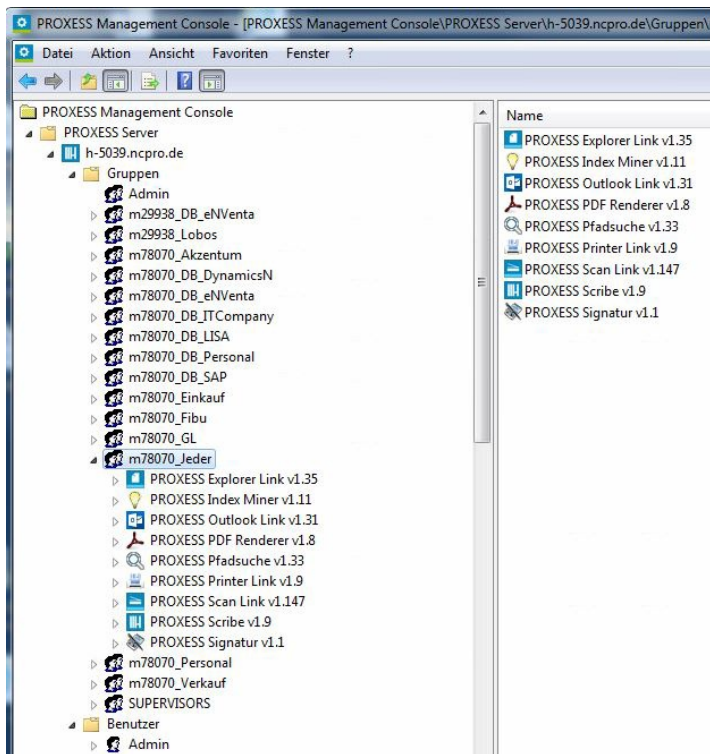 PROXESS Management Console - [PROXESS Management Console\PROXESS Server\h-5039.ncpro.de\Gruppen\
Datei Aktion Ansicht Favoriten Fenster ?
PROXESS Management Console
PROXESS Server
h-5039.ncpro.de
Gruppen
Admin
m29938_DB_eNVenta
m29938_Lobos
m78070_Akzentum
m78070_DB_DynamicsN
m78070_DB_eNVenta
m78070_DB_ITCompany
m78070_DB_LISA
m78070_DB_Personal
m78070_DB_SAP
m78070_Einkauf
m78070_Fibu
m78070_GL
m78070_Jeder
PROXESS Explorer Link v1.35
PROXESS Index Miner v1.11
PROXESS Outlook Link v1.31
PROXESS PDF Renderer v1.8
PROXESS Pfadsuche v1.33
PROXESS Printer Link v1.9
PROXESS Scan Link v1.147
PROXESS Scribe v1.9
PROXESS Signatur v1.1
m78070_Personal
m78070_Verkauf
SUPERVISORS
Benutzer
Admin
Name
PROXESS Explorer Link v1.35
PROXESS Index Miner v1.11
PROXESS Outlook Link v1.31
PROXESS PDF Renderer v1.8
PROXESS Pfadsuche v1.33
PROXESS Printer Link v1.9
PROXESS Scan Link v1.147
PROXESS Scribe v1.9
PROXESS Signatur v1.1